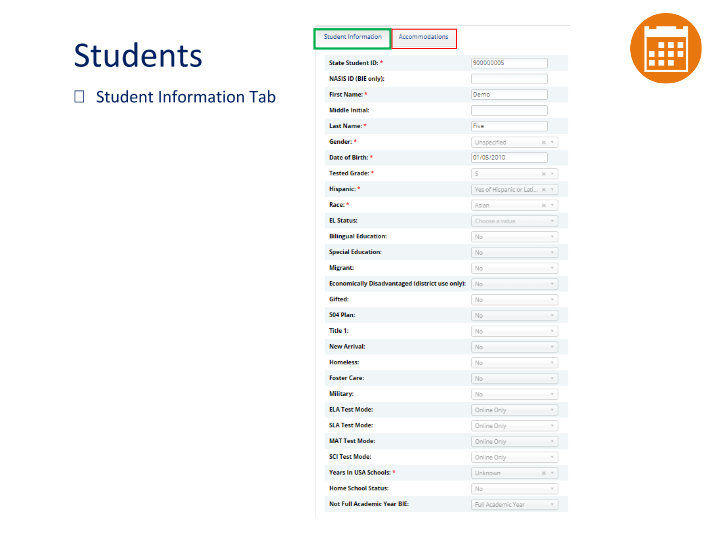 Students
Student Information Tab
Student Information Accommodations
State Student ID: * 900000005
NASIS ID (BIE only):
First Name: * Demo
Middle Initial:
Last Name: * Five
Gender: * Unspecified
Date of Birth: * 01/05/2010
Tested Grade: * 5
Hispanic: * Yes of Hispanic or Lati...
Race: * Asian
EL Status: Choose a value
Bilingual Education: No
Special Education: No
Migrant: No
Economically Disadvantaged (district use only): No
Gifted: No
504 Plan: No
Title 1: No
New Arrival: No
Homeless: No
Foster Care: No
Military: No
ELA Test Mode: Online Only
SLA Test Mode: Online Only
MAT Test Mode: Online Only
SCI Test Mode: Online Only
Years in USA Schools: * Unknown
Home School Status: No
Not Full Academic Year BIE: Full Academic Year